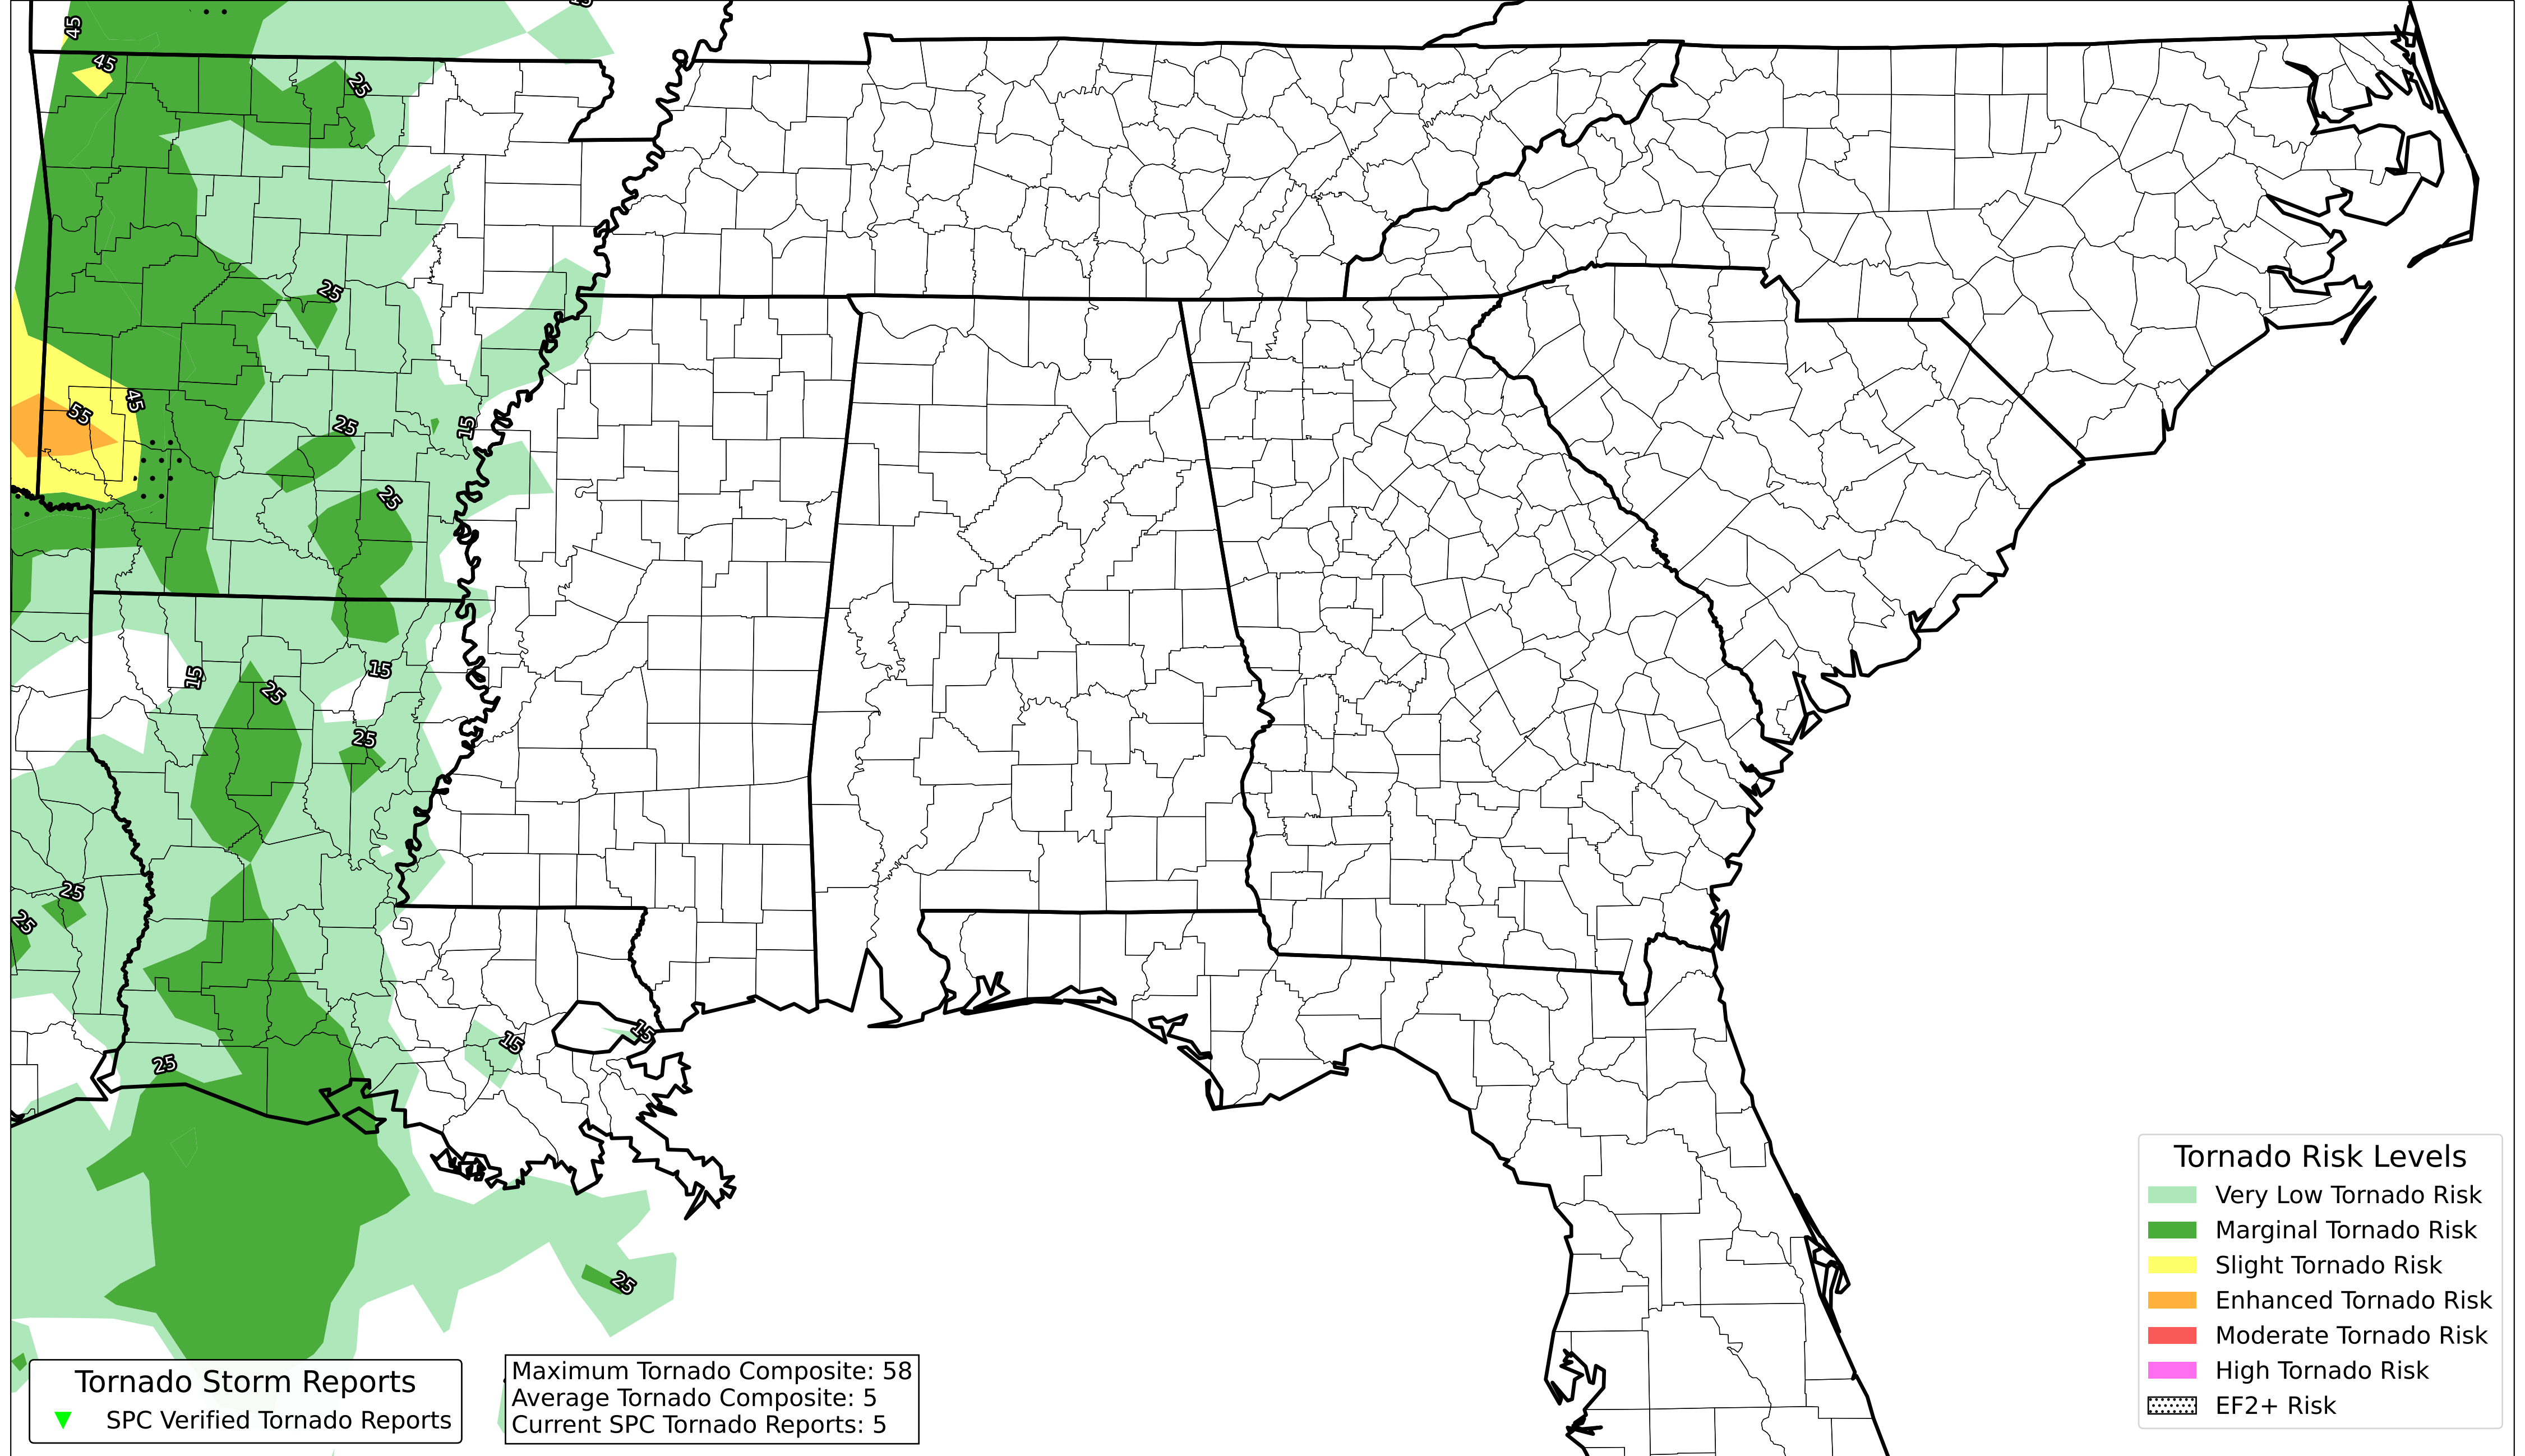 15
45
45
25
25
45
55
25
15
25
15
15
25
25
25
25
15
15
25
25
Tornado Risk Levels
Very Low Tornado Risk
Marginal Tornado Risk
Slight Tornado Risk
Enhanced Tornado Risk
Moderate Tornado Risk
High Tornado Risk
EF2+ Risk
Tornado Storm Reports
SPC Verified Tornado Reports
Maximum Tornado Composite: 58
Average Tornado Composite: 5
Current SPC Tornado Reports: 5